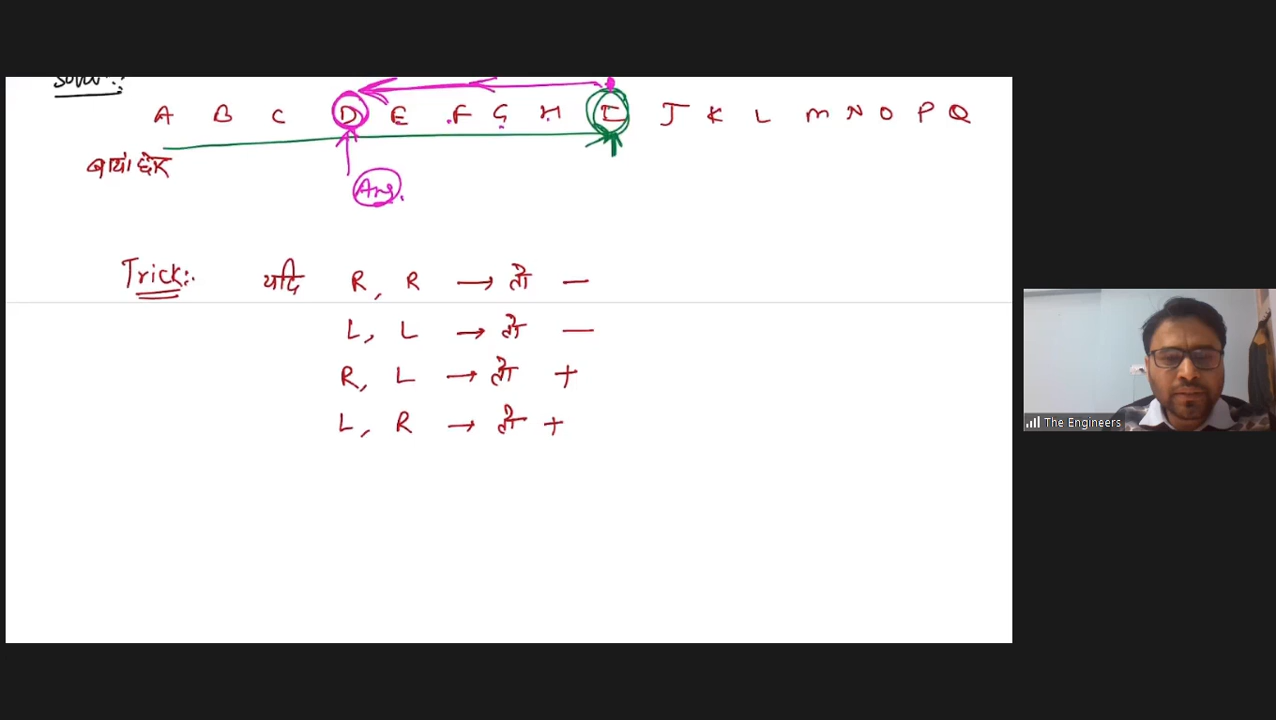 A B C D E F G H I J K L M N O P Q
बायां छोर
Ans.
Trick:. यदि R, R → तो —
L, L → तो —
R, L → तो +
L, R → तो +
The Engineers